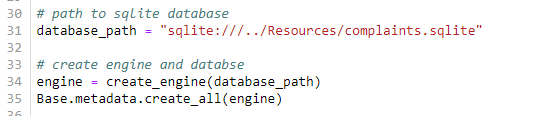 30 # path to sqlite database
31 database_path = "sqlite:///../Resources/complaints.sqlite"
32
33 # create engine and databse
34 engine = create_engine(database_path)
35 Base.metadata.create_all(engine)